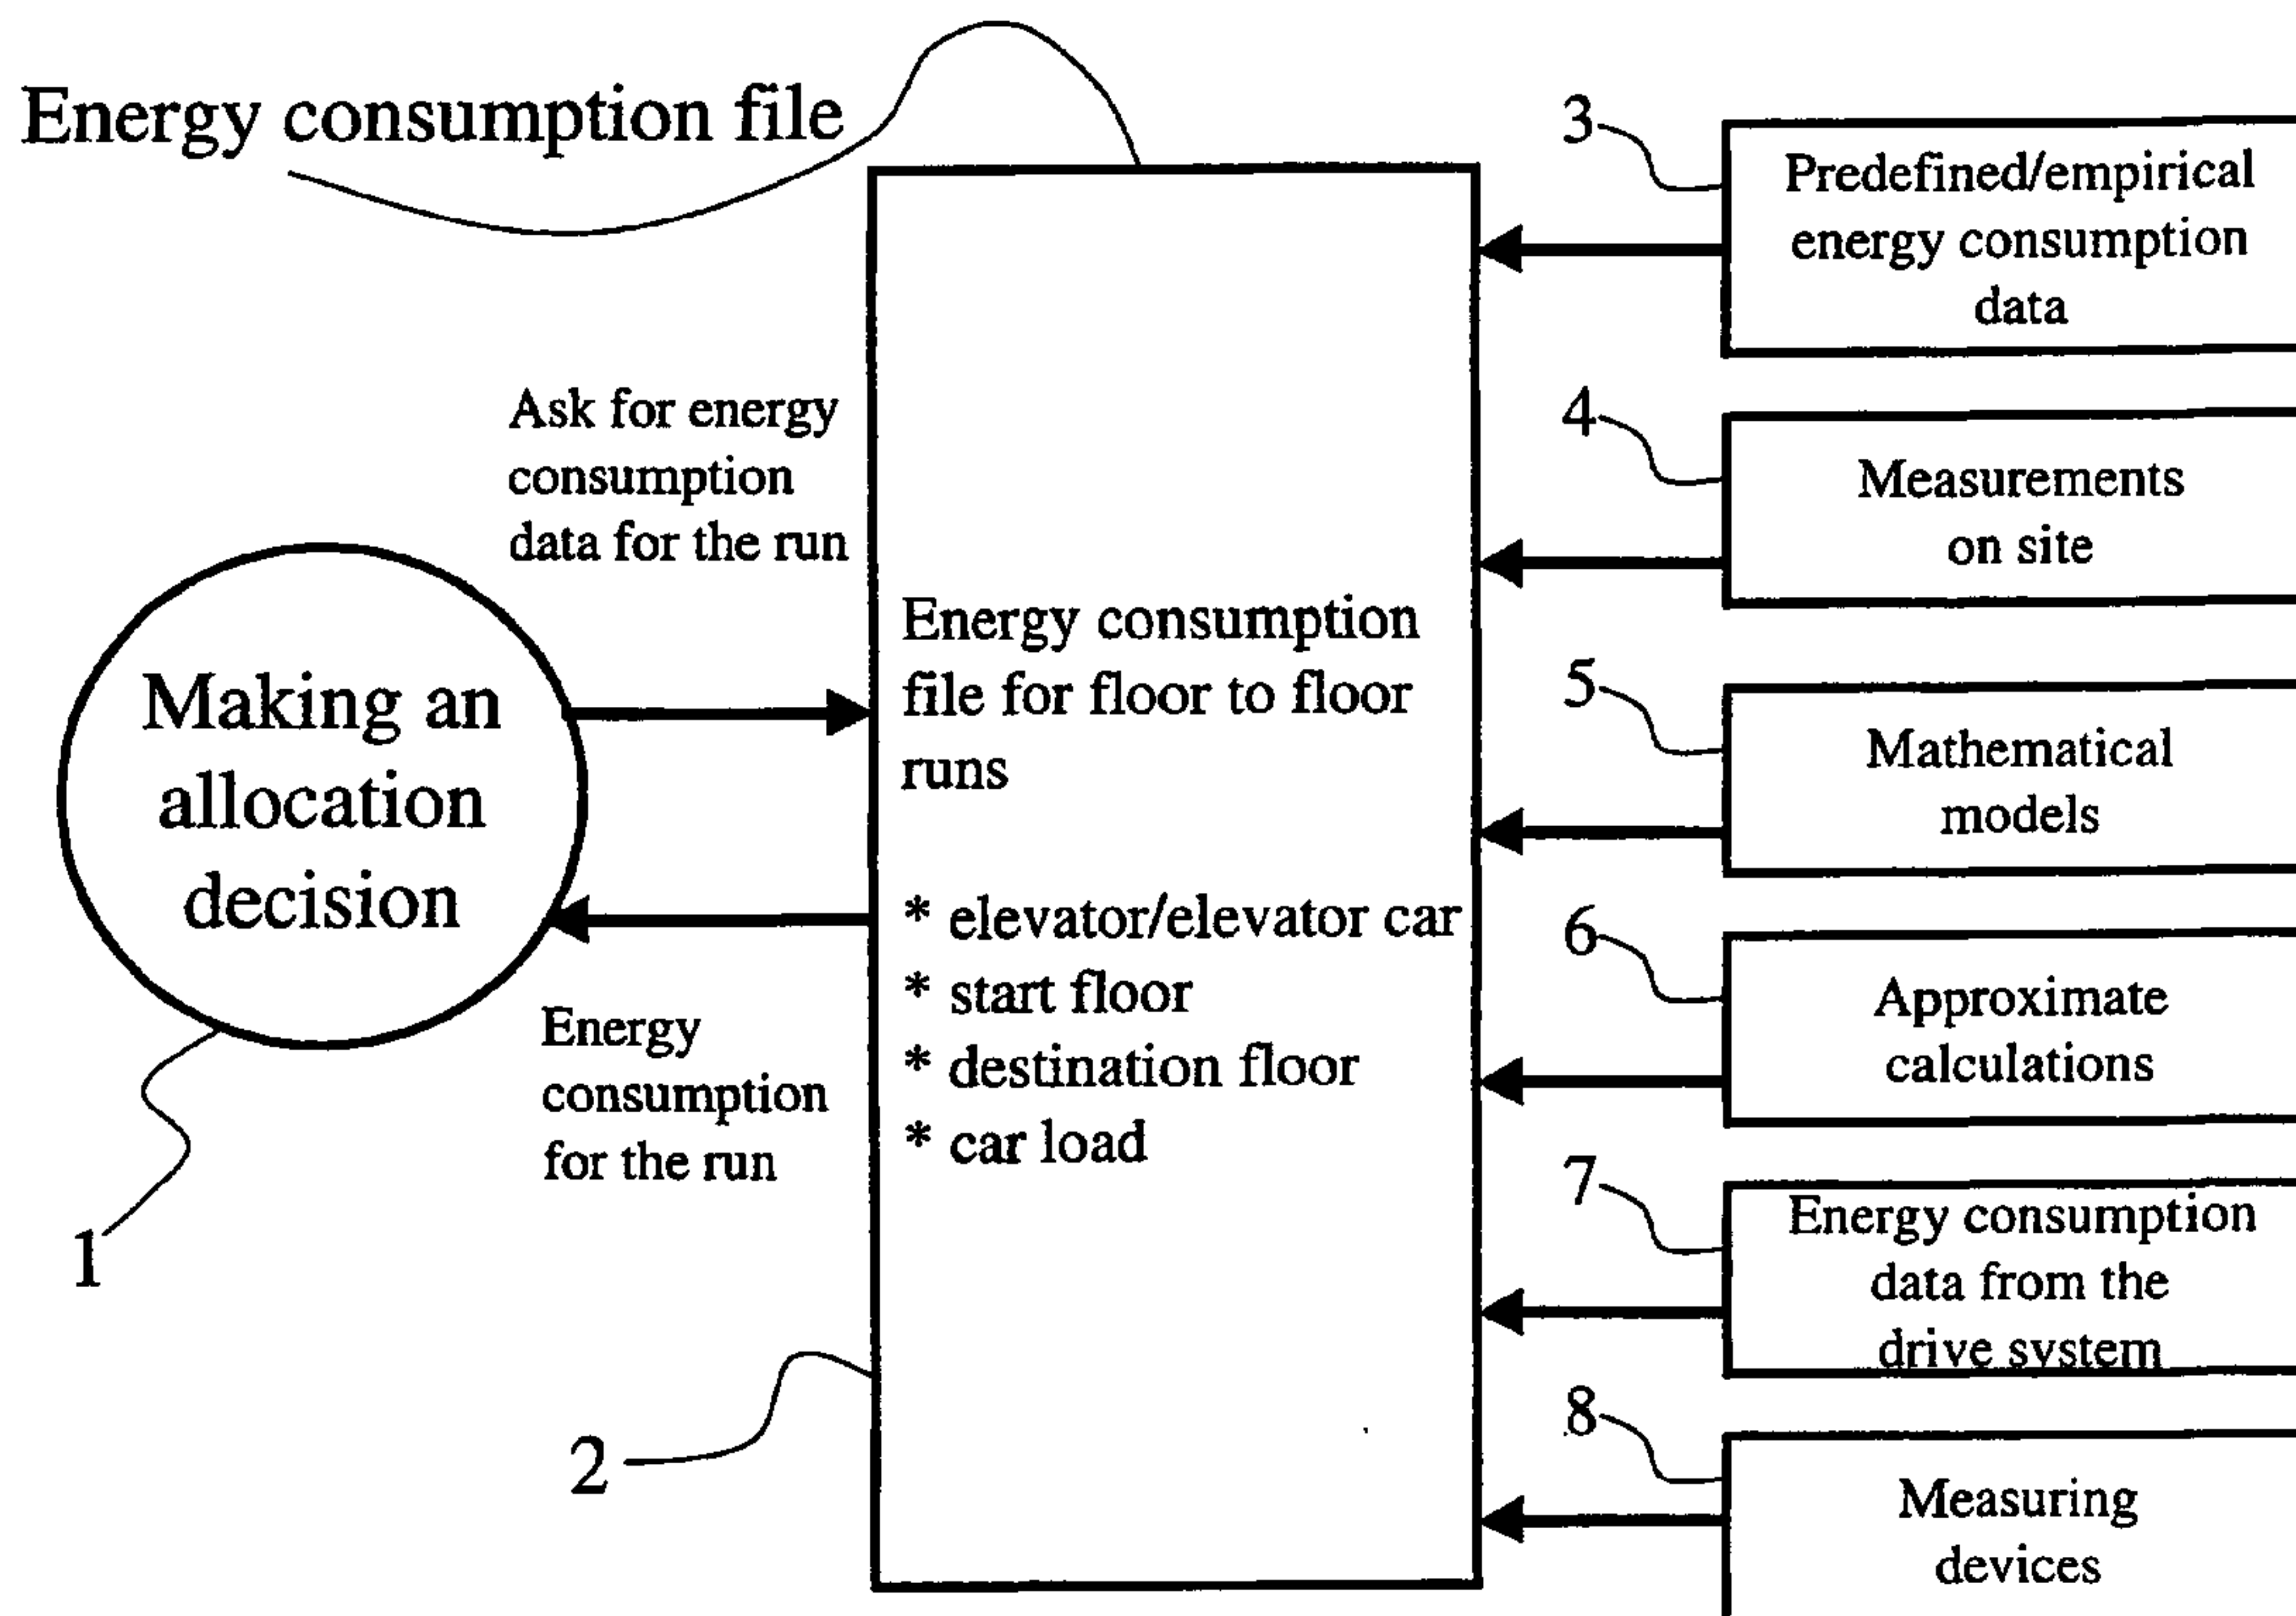 Energy consumption file
Ask for energy
consumption
data for the run
Making an
allocation
decision
Energy
consumption
for the run
1
2
Energy consumption
file for floor to floor
runs
* elevator/elevator car
* start floor
* destination floor
* car load
3
Predefined/empirical
energy consumption
data
4
Measurements
on site
5
Mathematical
models
6
Approximate
calculations
7
Energy consumption
data from the
drive system
8
Measuring
devices